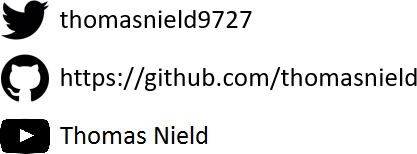 thomasnield9727
https://github.com/thomasnield
Thomas Nield